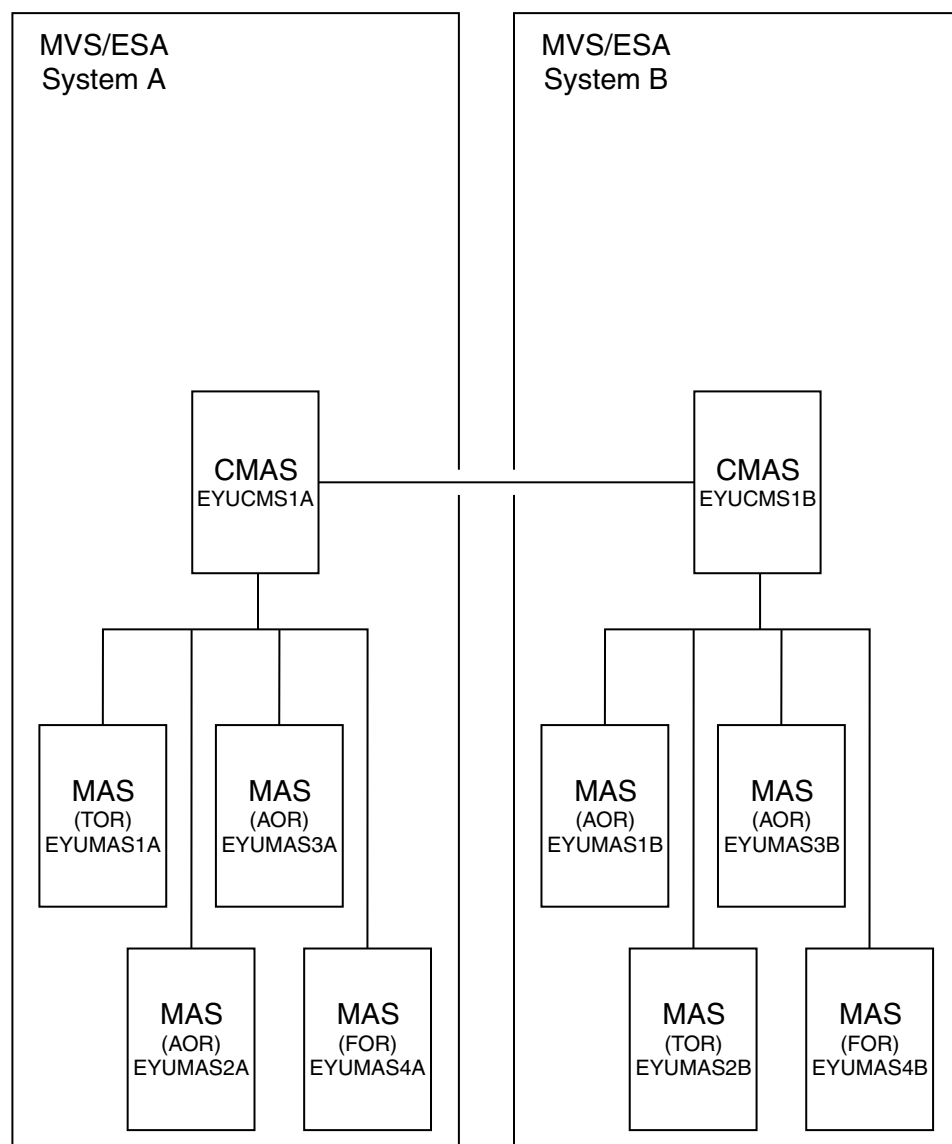 MVS/ESA
System A
MVS/ESA
System B
CMAS
EYUCMS1A
CMAS
EYUCMS1B
MAS
(TOR)
EYUMAS1A
MAS
(AOR)
EYUMAS3A
MAS
(AOR)
EYUMAS1B
MAS
(AOR)
EYUMAS3B
MAS
(AOR)
EYUMAS2A
MAS
(FOR)
EYUMAS4A
MAS
(TOR)
EYUMAS2B
MAS
(FOR)
EYUMAS4B